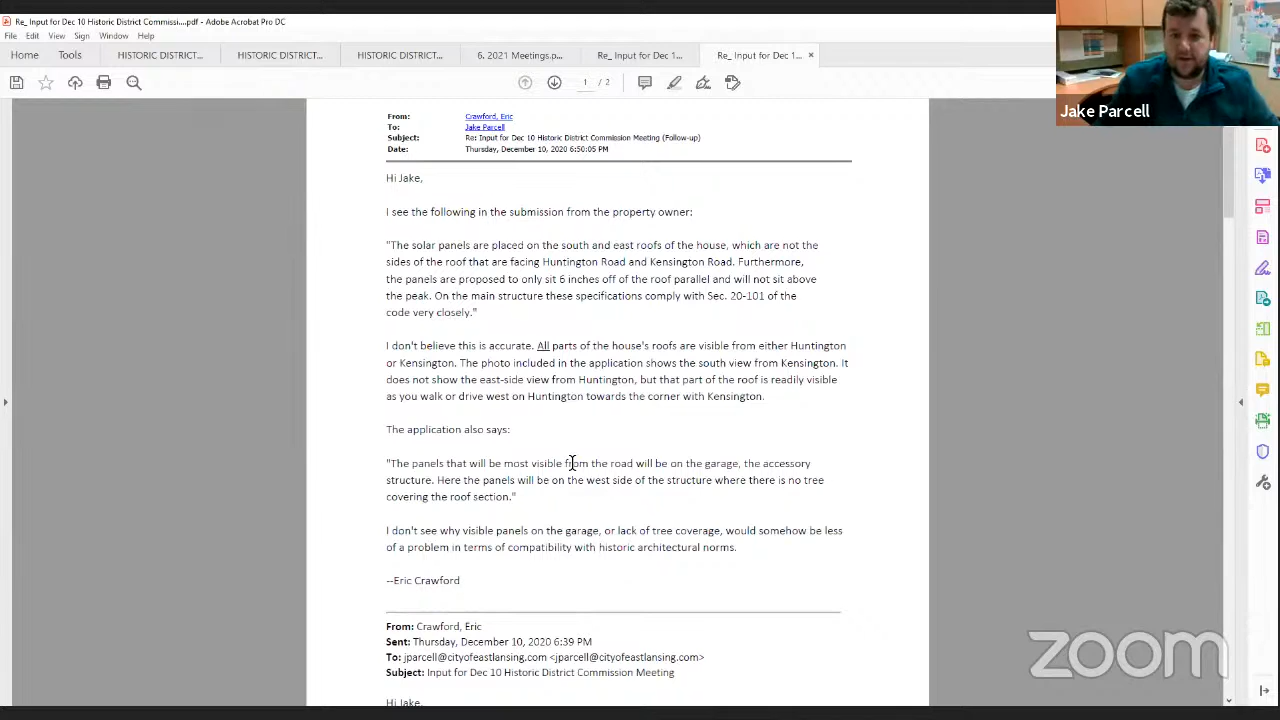 Re_ Input for Dec 10 Historic District Commissi....pdf - Adobe Acrobat Pro DC
File Edit View Sign Window Help
Home Tools HISTORIC DISTRICT... HISTORIC DISTRICT... HISTORIC DISTRICT... 6. 2021 Meetings.p... Re_ Input for Dec 1... Re_ Input for Dec 1... ×
1 / 2
Jake Parcell
From: Crawford, Eric
To: Jake Parcell
Subject: Re: Input for Dec 10 Historic District Commission Meeting (Follow-up)
Date: Thursday, December 10, 2020 6:50:05 PM
Hi Jake,
I see the following in the submission from the property owner:
"The solar panels are placed on the south and east roofs of the house, which are not the
sides of the roof that are facing Huntington Road and Kensington Road. Furthermore,
the panels are proposed to only sit 6 inches off of the roof parallel and will not sit above
the peak. On the main structure these specifications comply with Sec. 20-101 of the
code very closely."
I don't believe this is accurate. All parts of the house's roofs are visible from either Huntington
or Kensington. The photo included in the application shows the south view from Kensington. It
does not show the east-side view from Huntington, but that part of the roof is readily visible
as you walk or drive west on Huntington towards the corner with Kensington.
The application also says:
"The panels that will be most visible from the road will be on the garage, the accessory
structure. Here the panels will be on the west side of the structure where there is no tree
covering the roof section."
I don't see why visible panels on the garage, or lack of tree coverage, would somehow be less
of a problem in terms of compatibility with historic architectural norms.
--Eric Crawford
From: Crawford, Eric
Sent: Thursday, December 10, 2020 6:39 PM
To: jparcell@cityofeastlansing.com <jparcell@cityofeastlansing.com>
Subject: Input for Dec 10 Historic District Commission Meeting
Hi Jake,
zoom